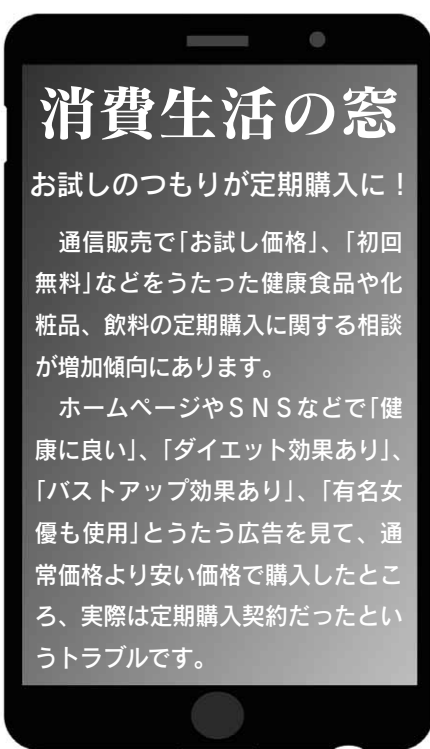 消費生活の窓
お試しのつもりが定期購入に！
　通信販売で｢お試し価格｣、｢初回
無料｣などをうたった健康食品や化
粧品、飲料の定期購入に関する相談
が増加傾向にあります。
　ホームページやＳＮＳなどで｢健
康に良い｣、｢ダイエット効果あり｣、
｢バストアップ効果あり｣、｢有名女
優も使用｣とうたう広告を見て、通
常価格より安い価格で購入したとこ
ろ、実際は定期購入契約だったとい
うトラブルです。